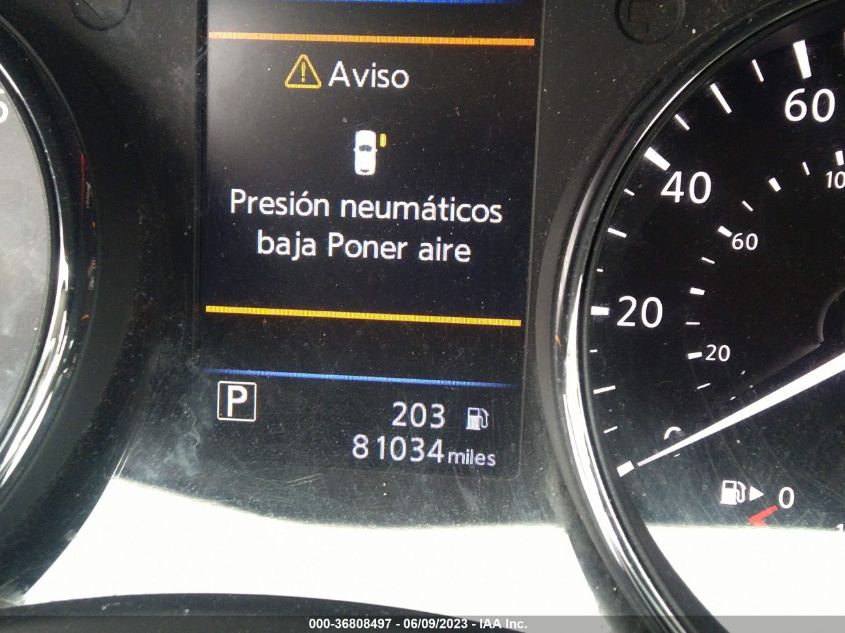 Aviso
Presión neumáticos
baja Poner aire
P
203
81034 miles
60
40
20
60
20
0
000-36808497 - 06/09/2023 - IAA Inc.